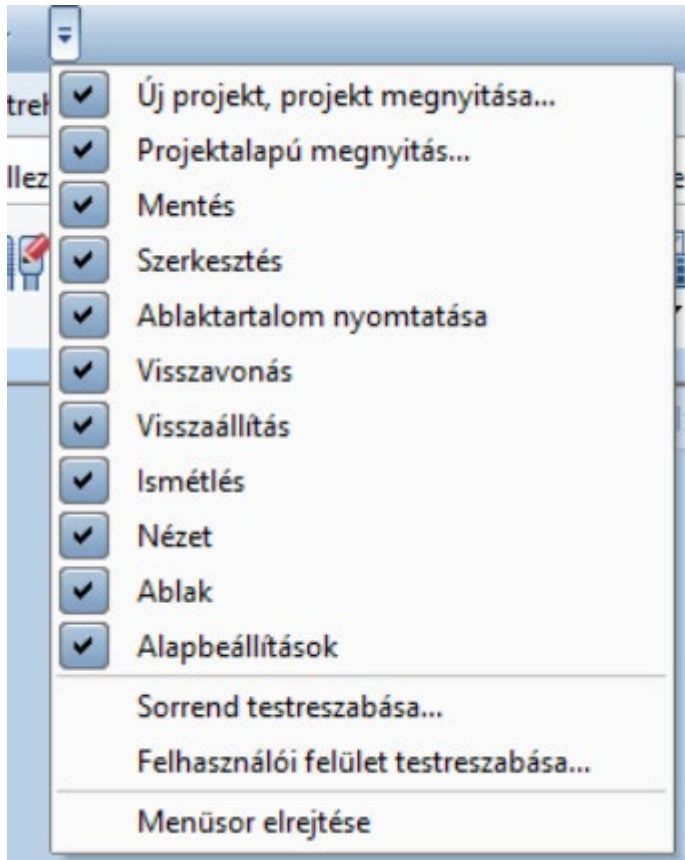 Új projekt, projekt megnyitása...
Projektalapú megnyitás...
Mentés
Szerkesztés
Ablaktartalom nyomtatása
Visszavonás
Visszaállítás
Ismétlés
Nézet
Ablak
Alapbeállítások
Sorrend testreszabása...
Felhasználói felület testreszabása...
Menüsor elrejtése